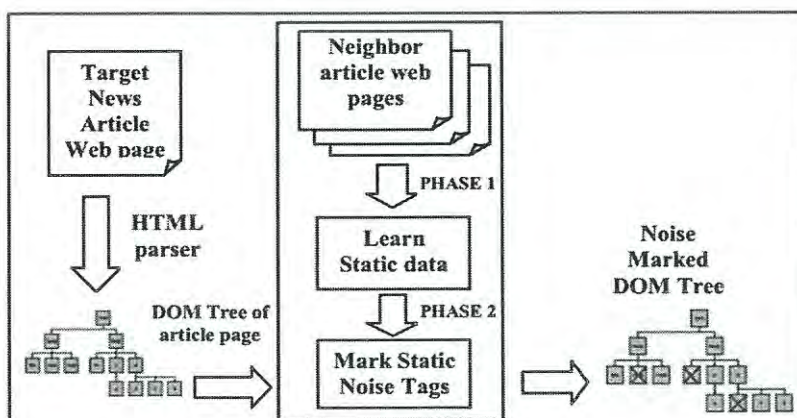 Target
News
Article
Web page
HTML
parser
DOM Tree of
article page
Neighbor
article web
pages
PHASE 1
Learn
Static data
PHASE 2
Mark Static
Noise Tags
Noise
Marked
DOM Tree